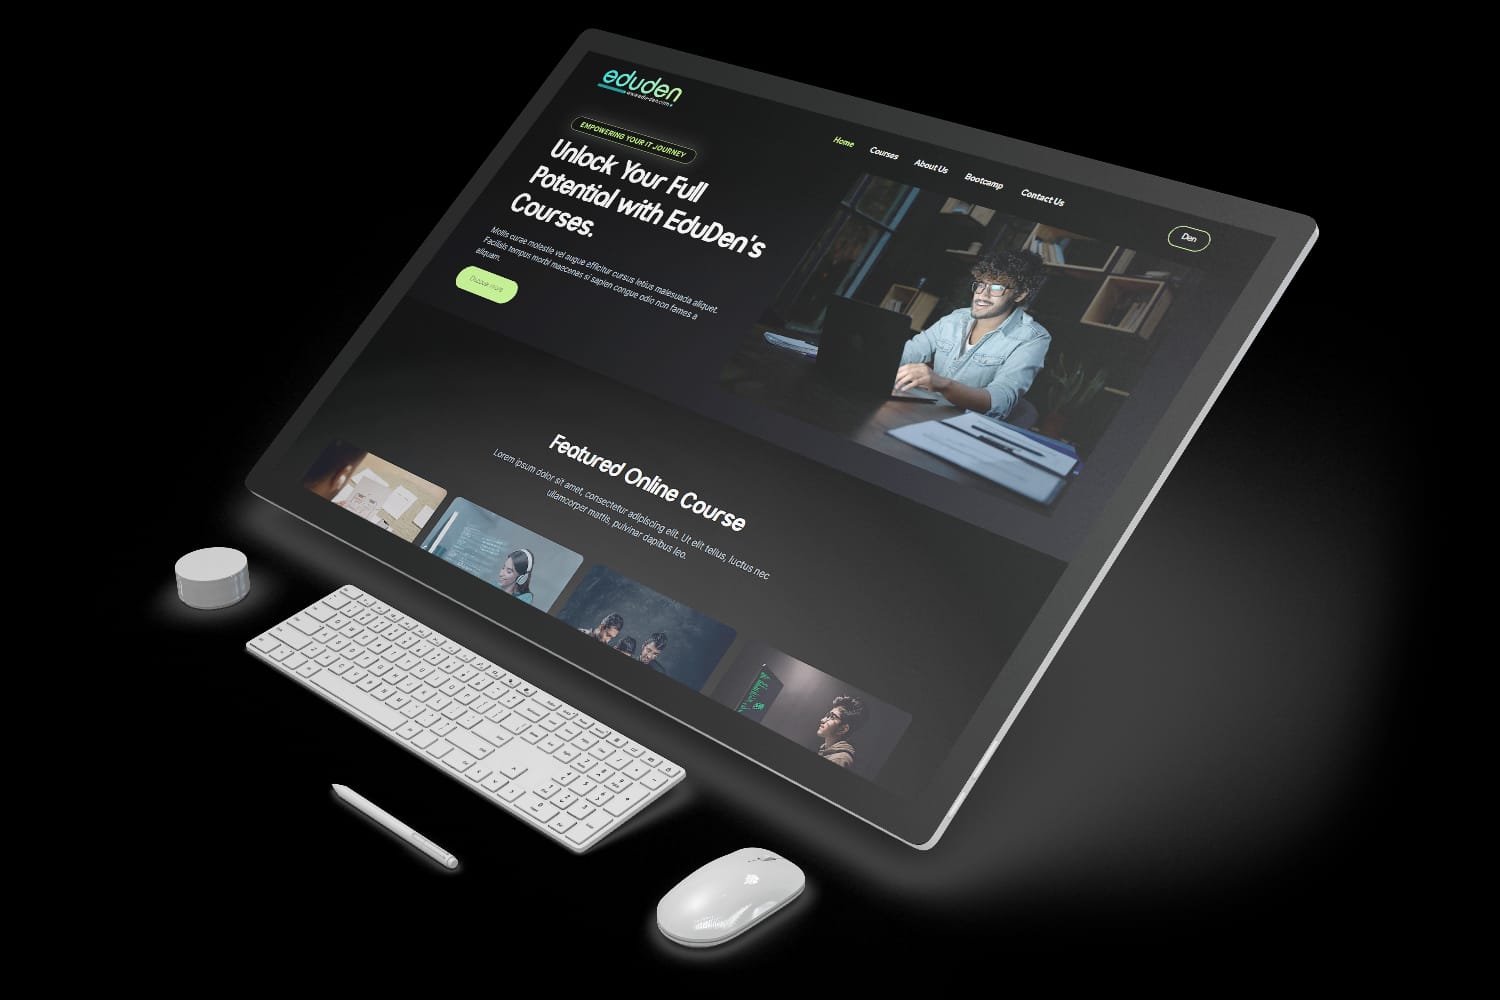 eduden
EMPOWERING YOUR IT JOURNEY
Home
Courses
About Us
Bootcamp
Contact Us
Den
Unlock Your Full
Potential with EduDen's
Courses.
Mollis curae molestie vel augue efficitur cursus letius malesuada aliquet.
Facilisis tempus morbi maecenas si sapien congue odio non fames a
aliquam.
Discover More
Featured Online Course
Lorem ipsum dolor sit amet, consectetur adipiscing elit. Ut elit tellus, luctus nec
ullamcorper mattis, pulvinar dapibus leo.